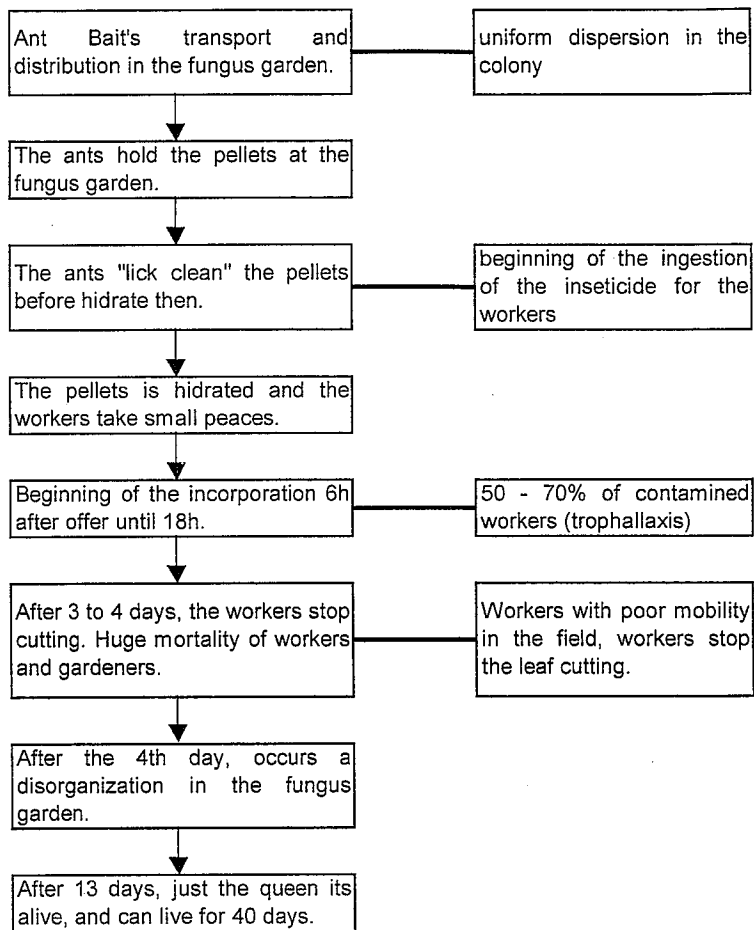 Ant Bait's transport and
distribution in the fungus garden.
uniform dispersion in the
colony
The ants hold the pellets at the
fungus garden.
The ants "lick clean" the pellets
before hidrate then.
beginning of the ingestion
of the inseticide for the
workers
The pellets is hidrated and the
workers take small peaces.
Beginning of the incorporation 6h
after offer until 18h.
50 - 70% of contamined
workers (trophallaxis)
After 3 to 4 days, the workers stop
cutting. Huge mortality of workers
and gardeners.
Workers with poor mobility
in the field, workers stop
the leaf cutting.
After the 4th day, occurs a
disorganization in the fungus
garden.
After 13 days, just the queen its
alive, and can live for 40 days.